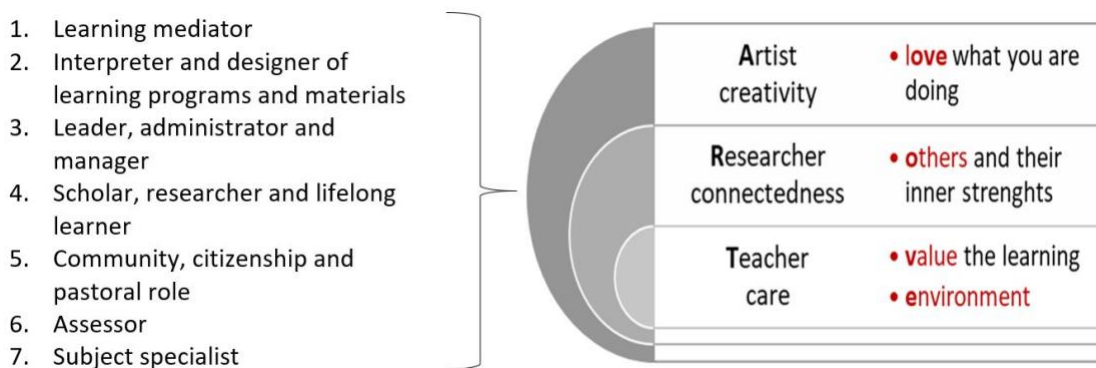 1. Learning mediator
2. Interpreter and designer of
learning programs and materials
3. Leader, administrator and
manager
4. Scholar, researcher and lifelong
learner
5. Community, citizenship and
pastoral role
6. Assessor
7. Subject specialist
Artist
creativity
• love what you are
doing
Researcher
connectedness
• others and their
inner strenghts
Teacher
care
• value the learning
• environment